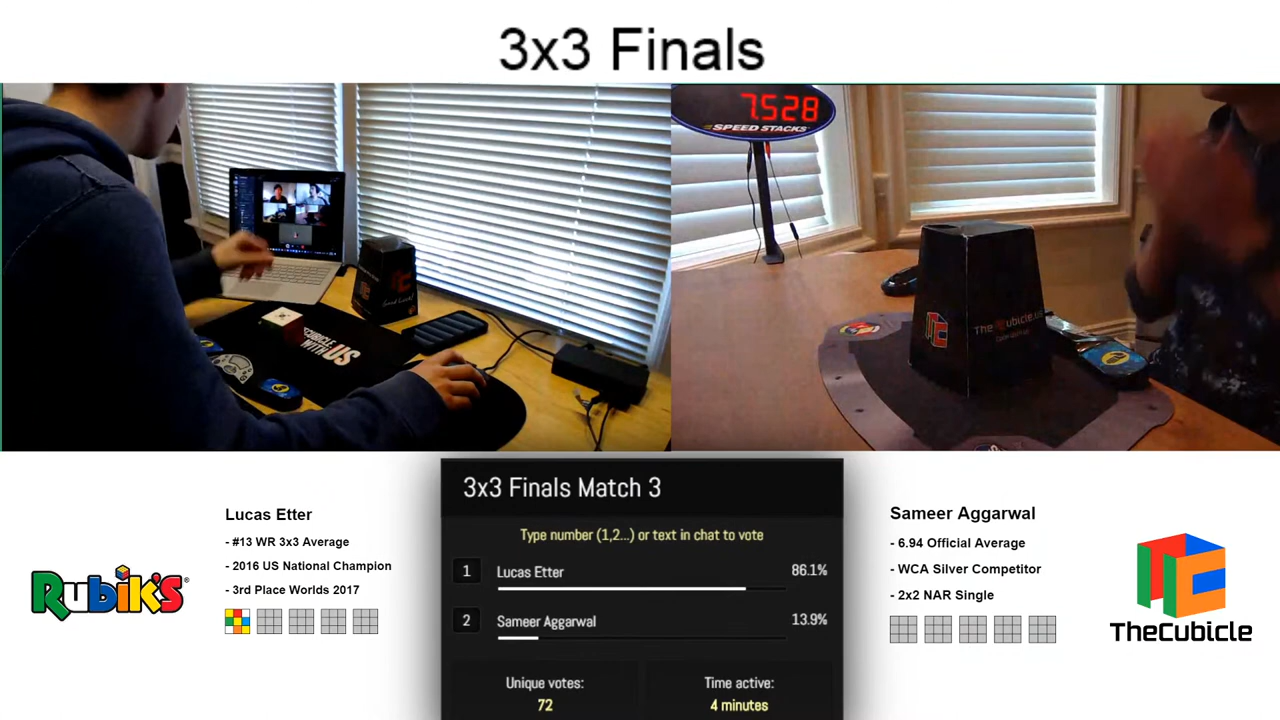 3x3 Finals
7.528
SPEED STACKS
CUBICLE
WITH US
TheCubicle.us
3x3 Finals Match 3
Type number (1,2...) or text in chat to vote
1 Lucas Etter 86.1%
2 Sameer Aggarwal 13.9%
Unique votes:
72
Time active:
4 minutes
Lucas Etter
- #13 WR 3x3 Average
- 2016 US National Champion
- 3rd Place Worlds 2017
Rubik's®
Sameer Aggarwal
- 6.94 Official Average
- WCA Silver Competitor
- 2x2 NAR Single
TheCubicle